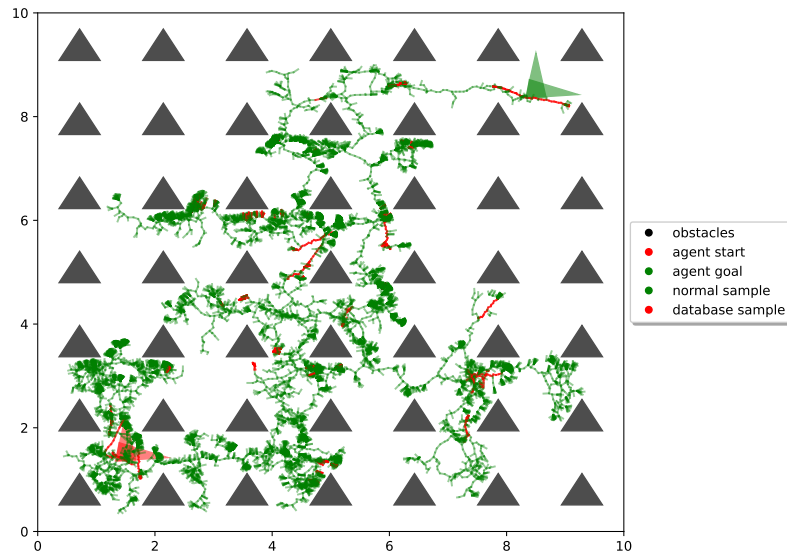 10
8
6
4
2
0
0 2 4 6 8 10
obstacles
agent start
agent goal
normal sample
database sample